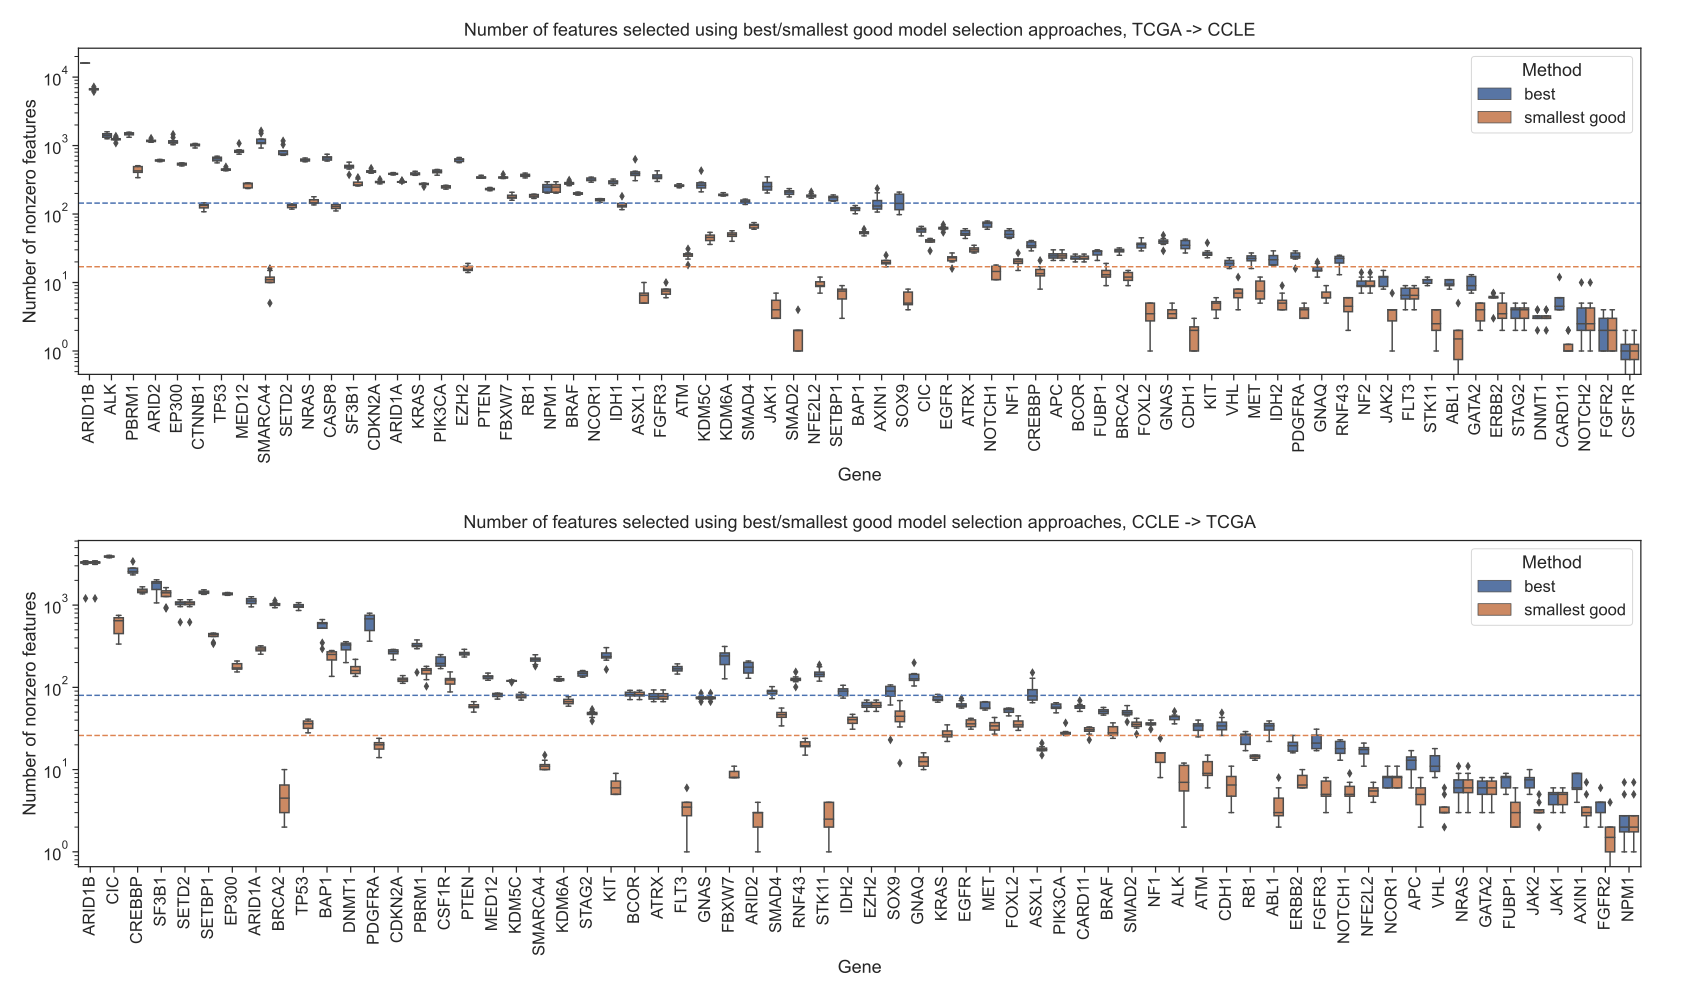 Number of features selected using best/smallest good model selection approaches, TCGA -> CCLE
Number of nonzero features
10^4
10^3
10^2
10^1
10^0
Method
best
smallest good
ARID1B ALK PBRM1 ARID2 EP300 CTNNB1 TP53 MED12 SMARCA4 SETD2 NRAS CASP8 SF3B1 CDKN2A ARID1A KRAS PIK3CA EZH2 PTEN FBXW7 RB1 NPM1 BRAF NCOR1 IDH1 ASXL1 FGFR3 ATM KDM5C KDM6A SMAD4 JAK1 SMAD2 NFE2L2 SETBP1 BAP1 AXIN1 SOX9 CIC EGFR ATRX NOTCH1 NF1 CREBBP APC BCOR FUBP1 BRCA2 FOXL2 GNAS CDH1 KIT VHL MET IDH2 PDGFRA GNAQ RNF43 NF2 JAK2 FLT3 STK11 ABL1 GATA2 ERBB2 STAG2 DNMT1 CARD11 NOTCH2 FGFR2 CSF1R
Gene
Number of features selected using best/smallest good model selection approaches, CCLE -> TCGA
Number of nonzero features
10^3
10^2
10^1
10^0
Method
best
smallest good
ARID1B CIC CREBBP SF3B1 SETD2 SETBP1 EP300 ARID1A BRCA2 TP53 BAP1 DNMT1 PDGFRA CDKN2A PBRM1 CSF1R PTEN MED12 KDM5C SMARCA4 KDM6A STAG2 KIT BCOR ATRX FLT3 GNAS FBXW7 ARID2 SMAD4 RNF43 STK11 IDH2 EZH2 SOX9 GNAQ KRAS EGFR MET FOXL2 ASXL1 PIK3CA CARD11 BRAF SMAD2 NF1 ALK ATM CDH1 RB1 ABL1 ERBB2 FGFR3 NOTCH1 NFE2L2 NCOR1 APC VHL NRAS GATA2 FUBP1 JAK2 JAK1 AXIN1 FGFR2 NPM1
Gene